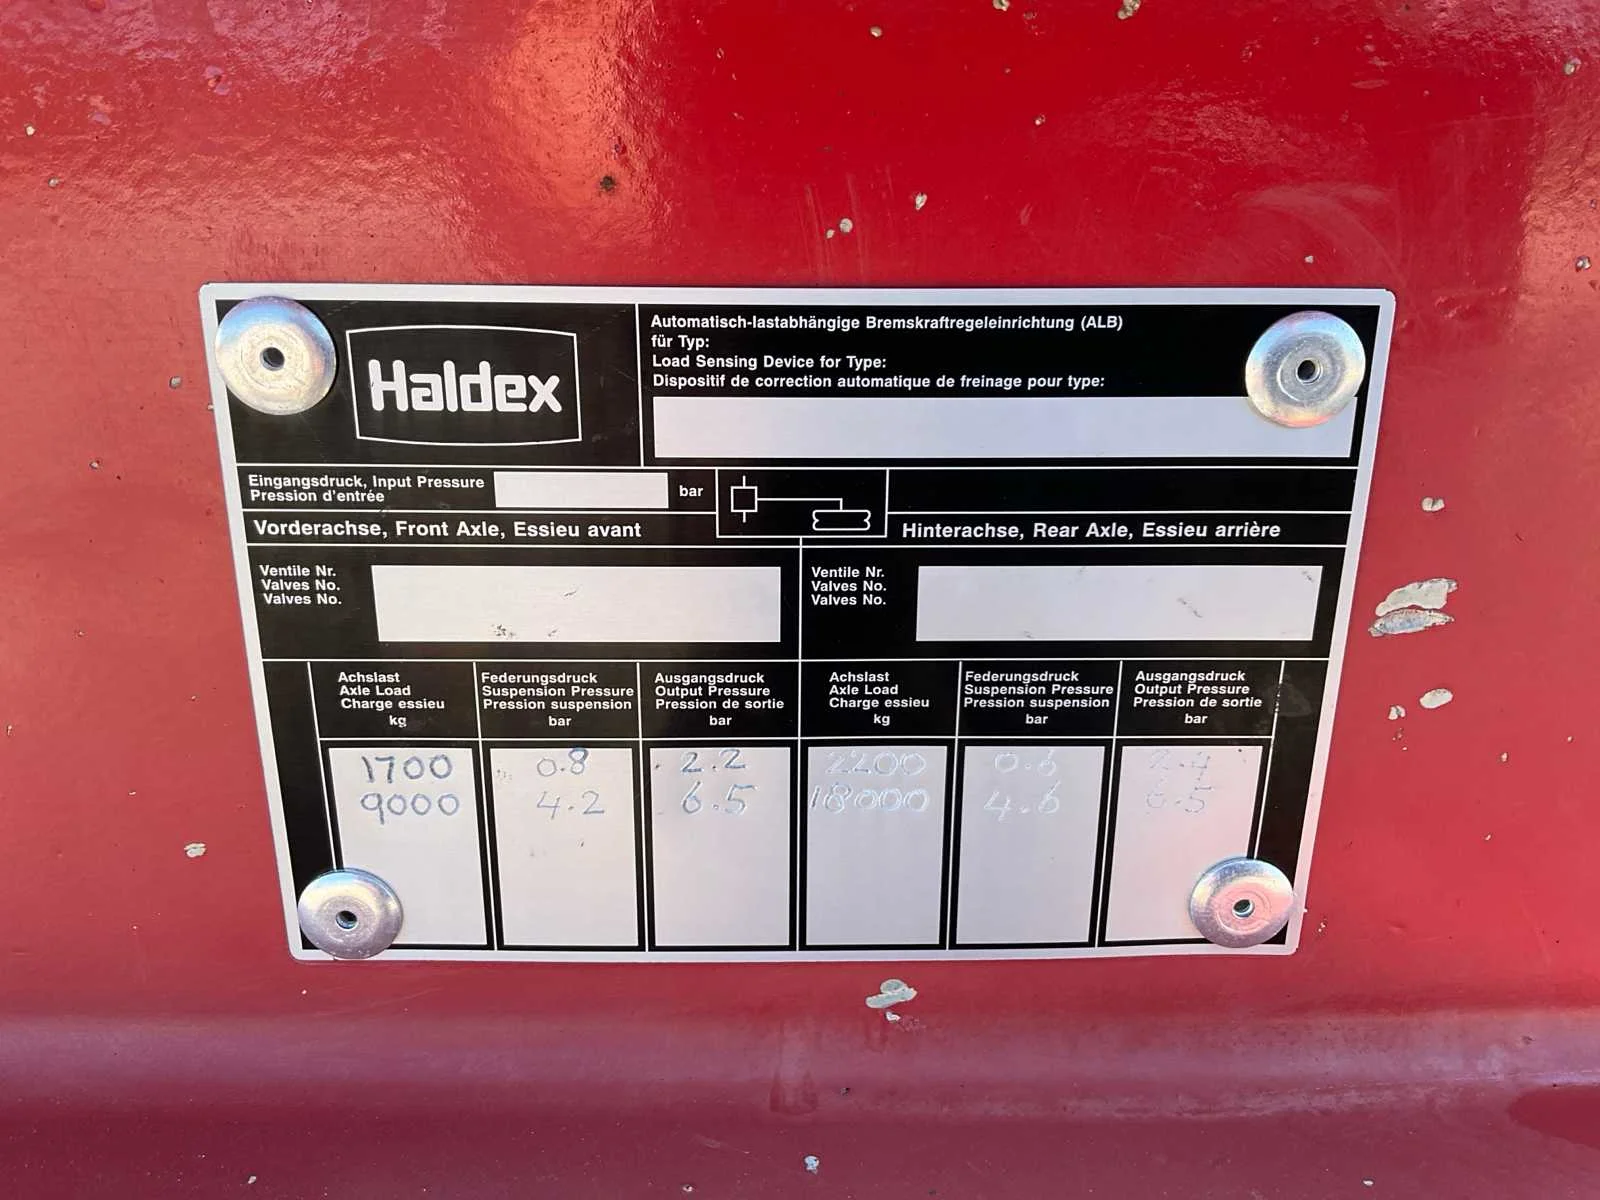 Haldex
Automatisch-lastabhängige Bremskraftregeleinrichtung (ALB)
für Typ:
Load Sensing Device for Type:
Dispositif de correction automatique de freinage pour type:
Eingangsdruck, Input Pressure
Pression d'entrée
bar
Vorderachse, Front Axle, Essieu avant
Hinterachse, Rear Axle, Essieu arrière
Ventile Nr.
Valves No.
Valves No.
Ventile Nr.
Valves No.
Valves No.
Achslast
Axle Load
Charge essieu
kg
Federungsdruck
Suspension Pressure
Pression suspension
bar
Ausgangsdruck
Output Pressure
Pression de sortie
bar
Achslast
Axle Load
Charge essieu
kg
Federungsdruck
Suspension Pressure
Pression suspension
bar
Ausgangsdruck
Output Pressure
Pression de sortie
bar
1700 0.8 2.2 2200 0.6 2.4
9000 4.2 6.5 18000 4.6 6.5